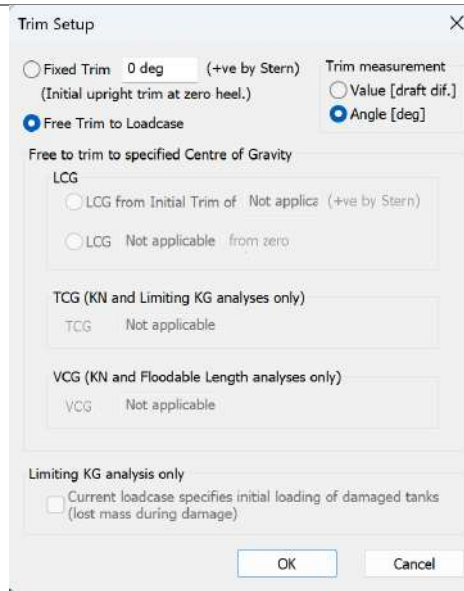 Trim Setup
Fixed Trim 0 deg (+ve by Stern)
(Initial upright trim at zero heel.)
Free Trim to Loadcase
Trim measurement
Value [draft dif.]
Angle [deg]
Free to trim to specified Centre of Gravity
LCG
LCG from Initial Trim of Not applica (+ve by Stern)
LCG Not applicable from zero
TCG (KN and Limiting KG analyses only)
TCG Not applicable
VCG (KN and Floodable Length analyses only)
VCG Not applicable
Limiting KG analysis only
Current loadcase specifies initial loading of damaged tanks
(lost mass during damage)
OK Cancel